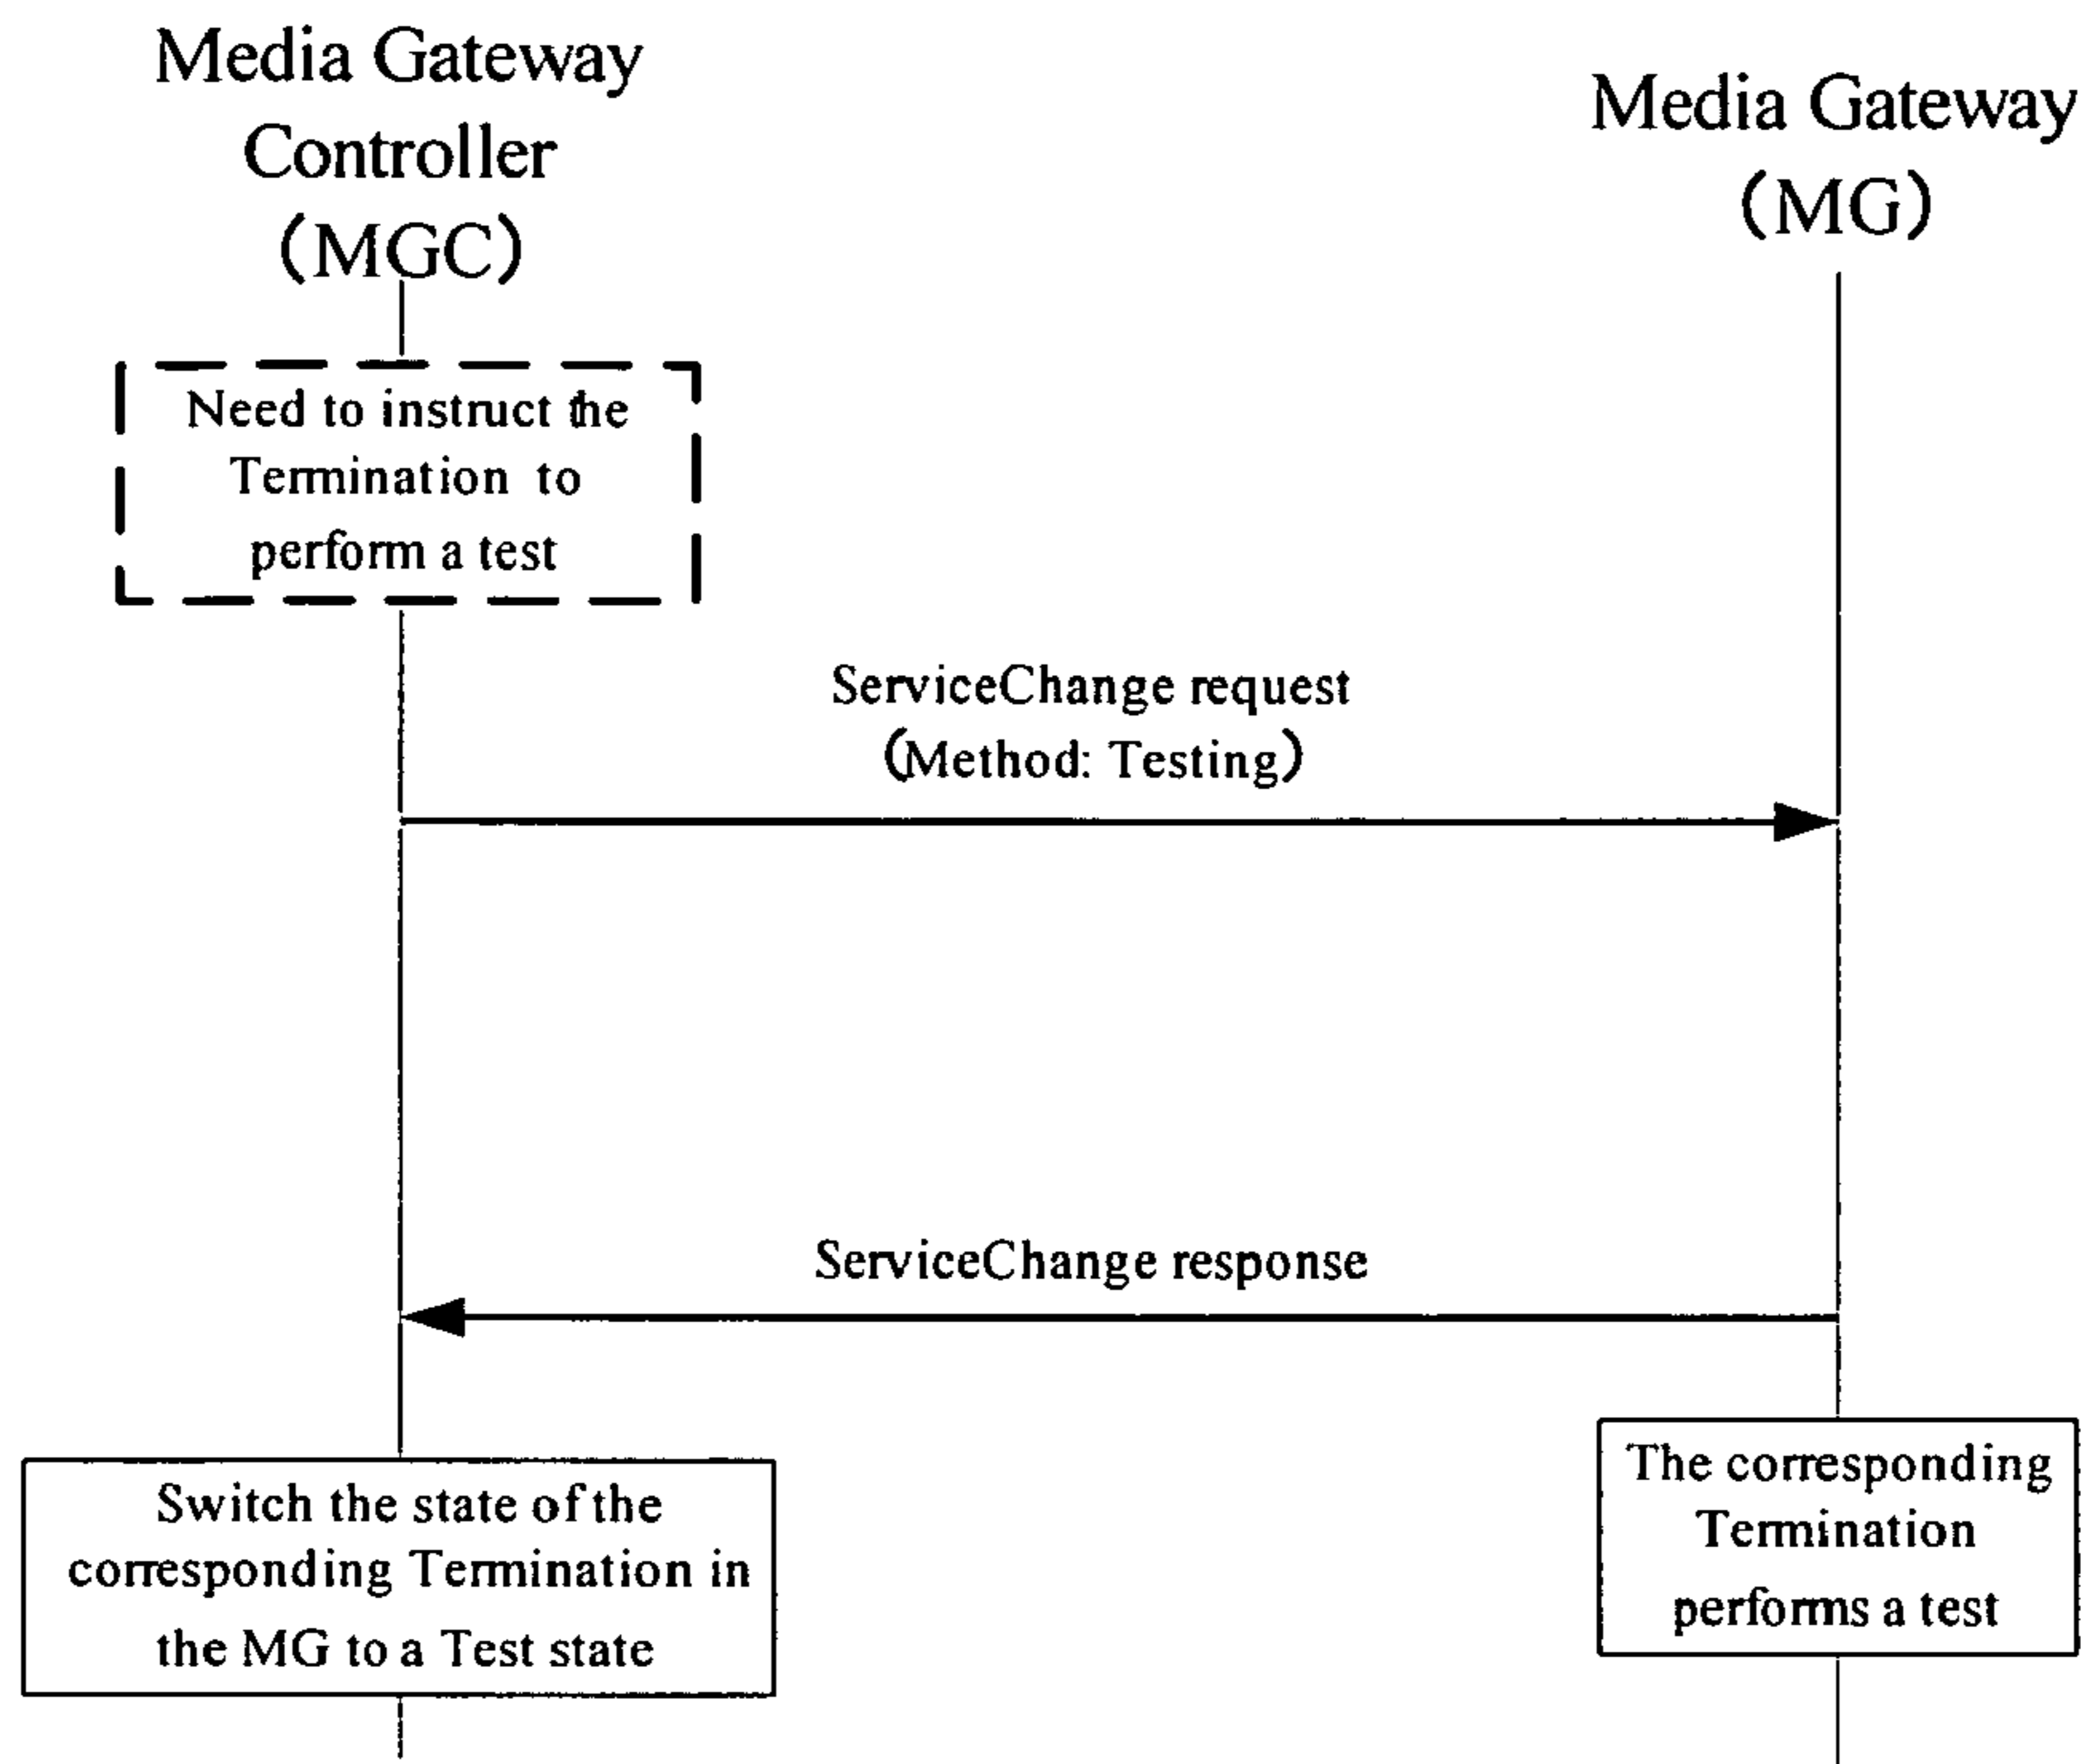 Media Gateway
Controller
(MGC)
Media Gateway
(MG)
Need to instruct the
Termination to
perform a test
ServiceChange request
(Method: Testing)
ServiceChange response
Switch the state of the
corresponding Termination in
the MG to a Test state
The corresponding
Termination
performs a test